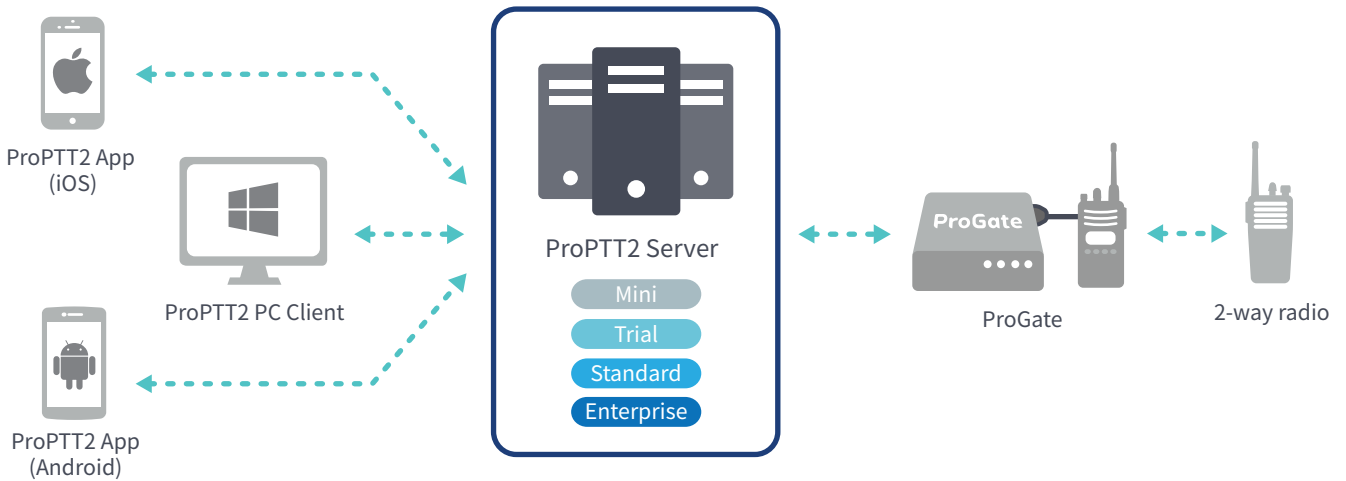 ProPTT2 App
(iOS)
ProPTT2 PC Client
ProPTT2 App
(Android)
ProPTT2 Server
Mini
Trial
Standard
Enterprise
ProGate
ProGate
2-way radio